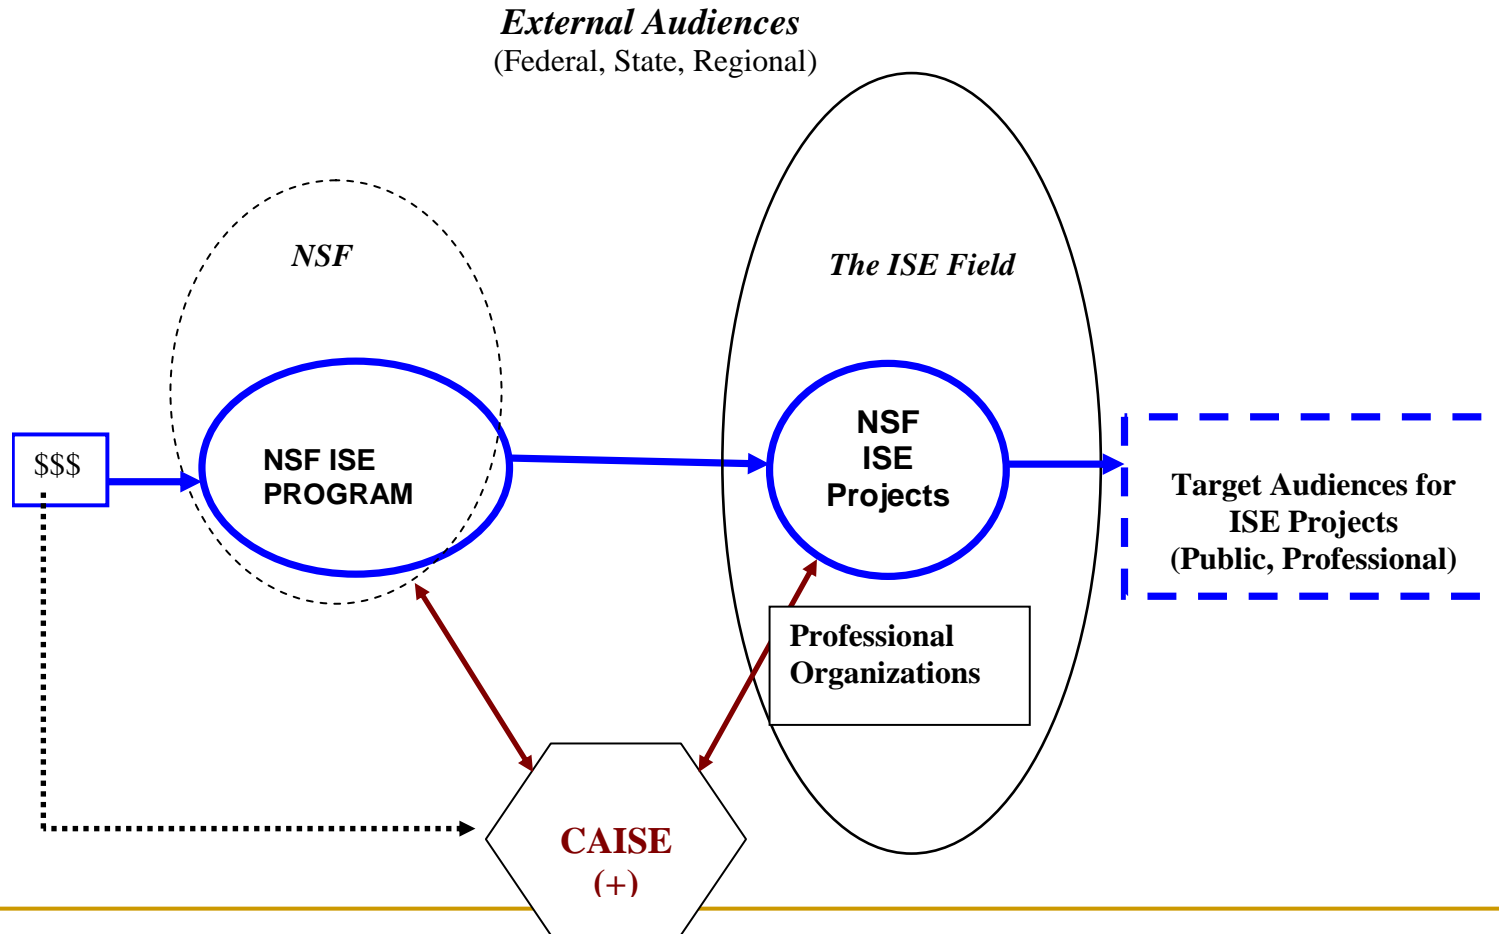 External Audiences
(Federal, State, Regional)
NSF
The ISE Field
$$$
NSF ISE
PROGRAM
NSF
ISE
Projects
Target Audiences for
ISE Projects
(Public, Professional)
Professional
Organizations
CAISE
(+)